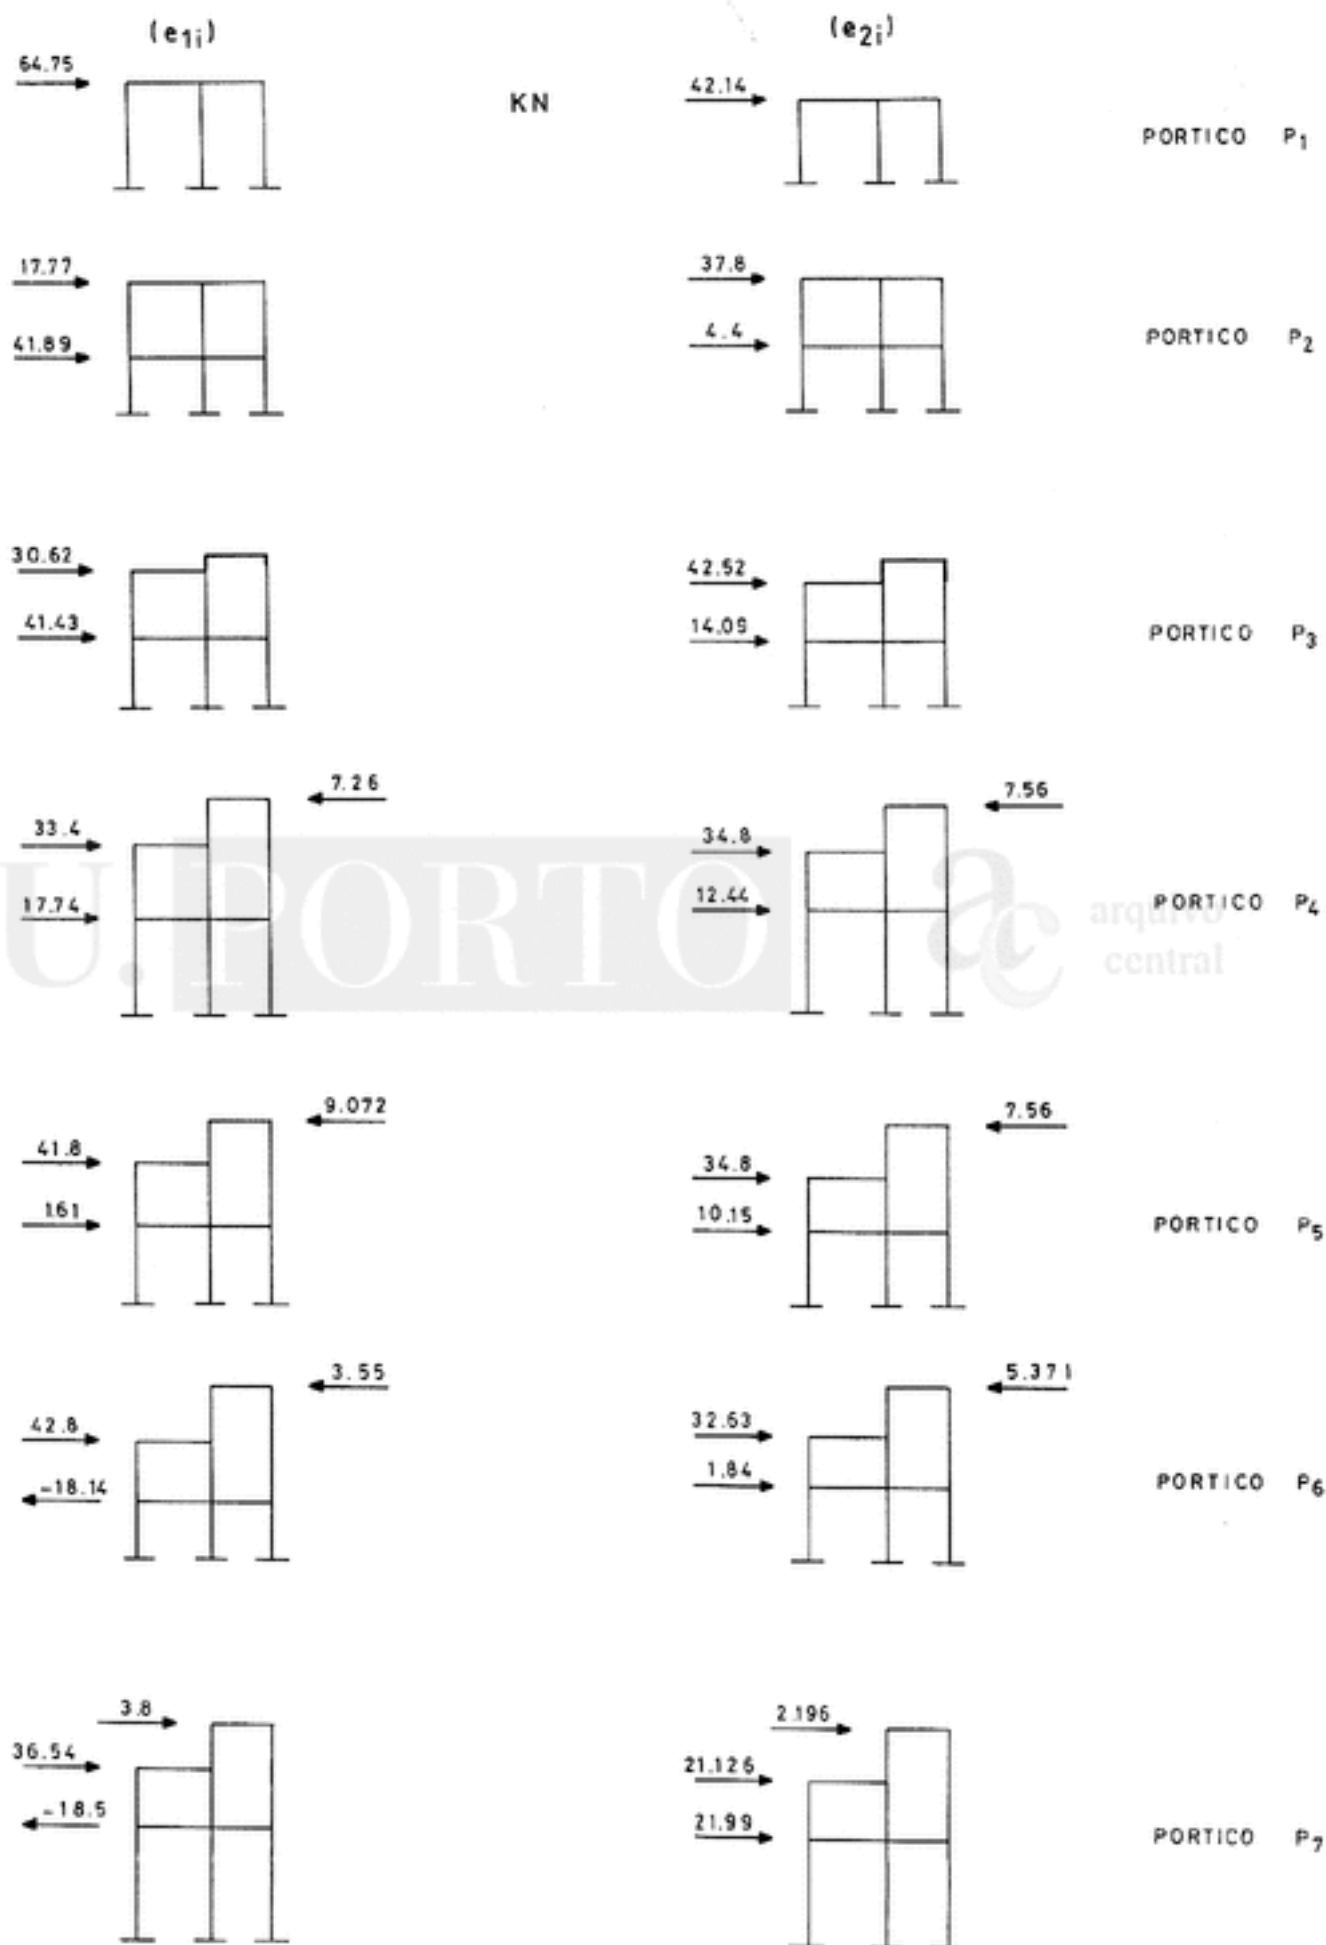 (e1i)
(e2i)
64.75
KN
42.14
PORTICO P1
17.77
37.8
41.89
4.4
PORTICO P2
30.62
42.52
41.43
14.09
PORTICO P3
7.26
7.56
33.4
34.8
17.74
12.44
PORTICO P4
U. PORTO
ac arquivo
central
9.072
7.56
41.8
34.8
1.61
10.15
PORTICO P5
3.55
5.371
42.8
32.63
-18.14
1.84
PORTICO P6
3.8
2.196
36.54
21.126
-18.5
21.99
PORTICO P7